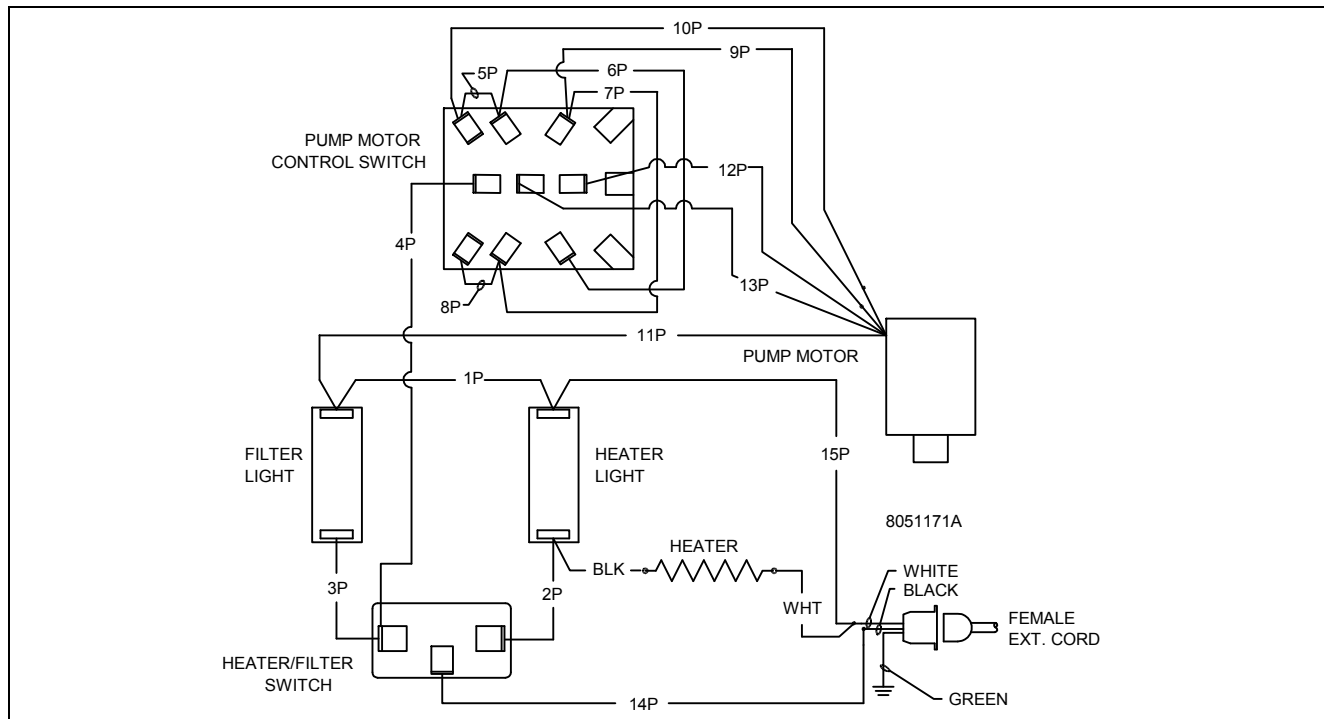 10P
9P
5P
6P
7P
PUMP MOTOR
CONTROL SWITCH
12P
4P
13P
8P
11P
PUMP MOTOR
1P
FILTER
LIGHT
HEATER
LIGHT
15P
8051171A
HEATER
BLK
WHITE
BLACK
3P
2P
WHT
FEMALE
EXT. CORD
HEATER/FILTER
SWITCH
14P
GREEN